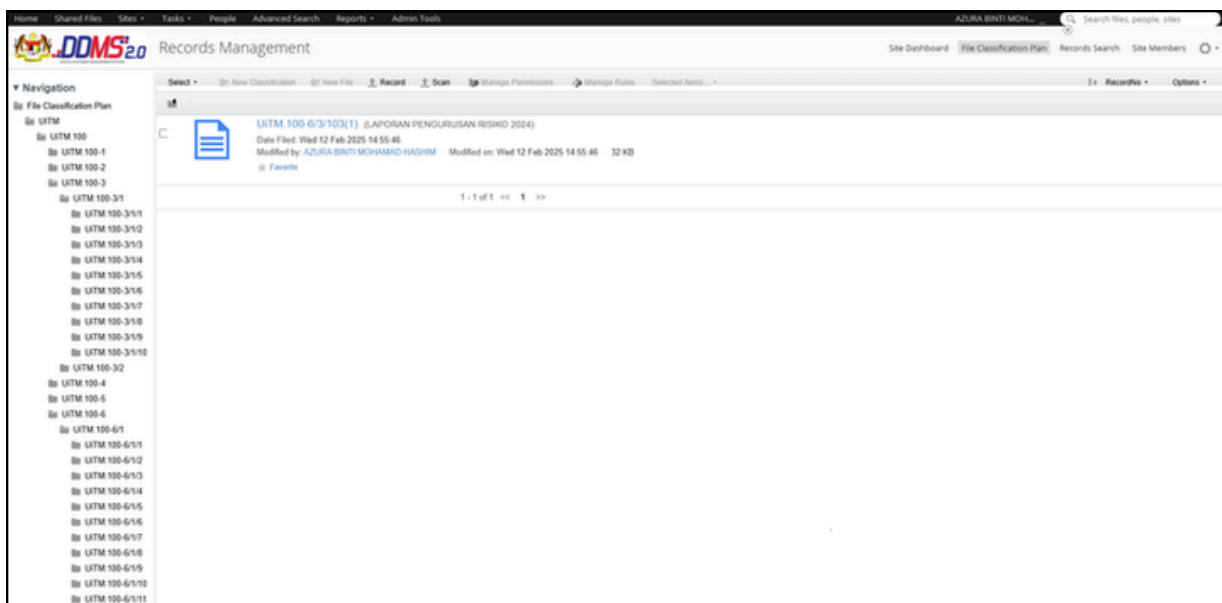 Home Shared Files Sites Tasks People Advanced Search Reports Admin Tools AZURA BINTI MOH... Search files, people, sites
DDMS 2.0 Records Management Site Dashboard File Classification Plan Records Search Site Members
Navigation
Select New Classification New File Record Scan Manage Permissions Manage Rules Selected Items... RecordNo Options
File Classification Plan
UiTM
UiTM.100
UiTM.100-1
UiTM.100-2
UiTM.100-3
UiTM.100-3/1
UiTM.100-3/1/1
UiTM.100-3/1/2
UiTM.100-3/1/3
UiTM.100-3/1/4
UiTM.100-3/1/5
UiTM.100-3/1/6
UiTM.100-3/1/7
UiTM.100-3/1/8
UiTM.100-3/1/9
UiTM.100-3/1/10
UiTM.100-3/2
UiTM.100-4
UiTM.100-5
UiTM.100-6
UiTM.100-6/1
UiTM.100-6/1/1
UiTM.100-6/1/2
UiTM.100-6/1/3
UiTM.100-6/1/4
UiTM.100-6/1/5
UiTM.100-6/1/6
UiTM.100-6/1/7
UiTM.100-6/1/8
UiTM.100-6/1/9
UiTM.100-6/1/10
UiTM.100-6/1/11
UiTM.100-6/3/103(1) (LAPORAN PENGURUSAN RISIKO 2024)
Date Filed: Wed 12 Feb 2025 14:55:46
Modified by: AZURA BINTI MOHAMAD HASHIM Modified on: Wed 12 Feb 2025 14:55:46 32 KB
Favorite
1 - 1 of 1 << 1 >>